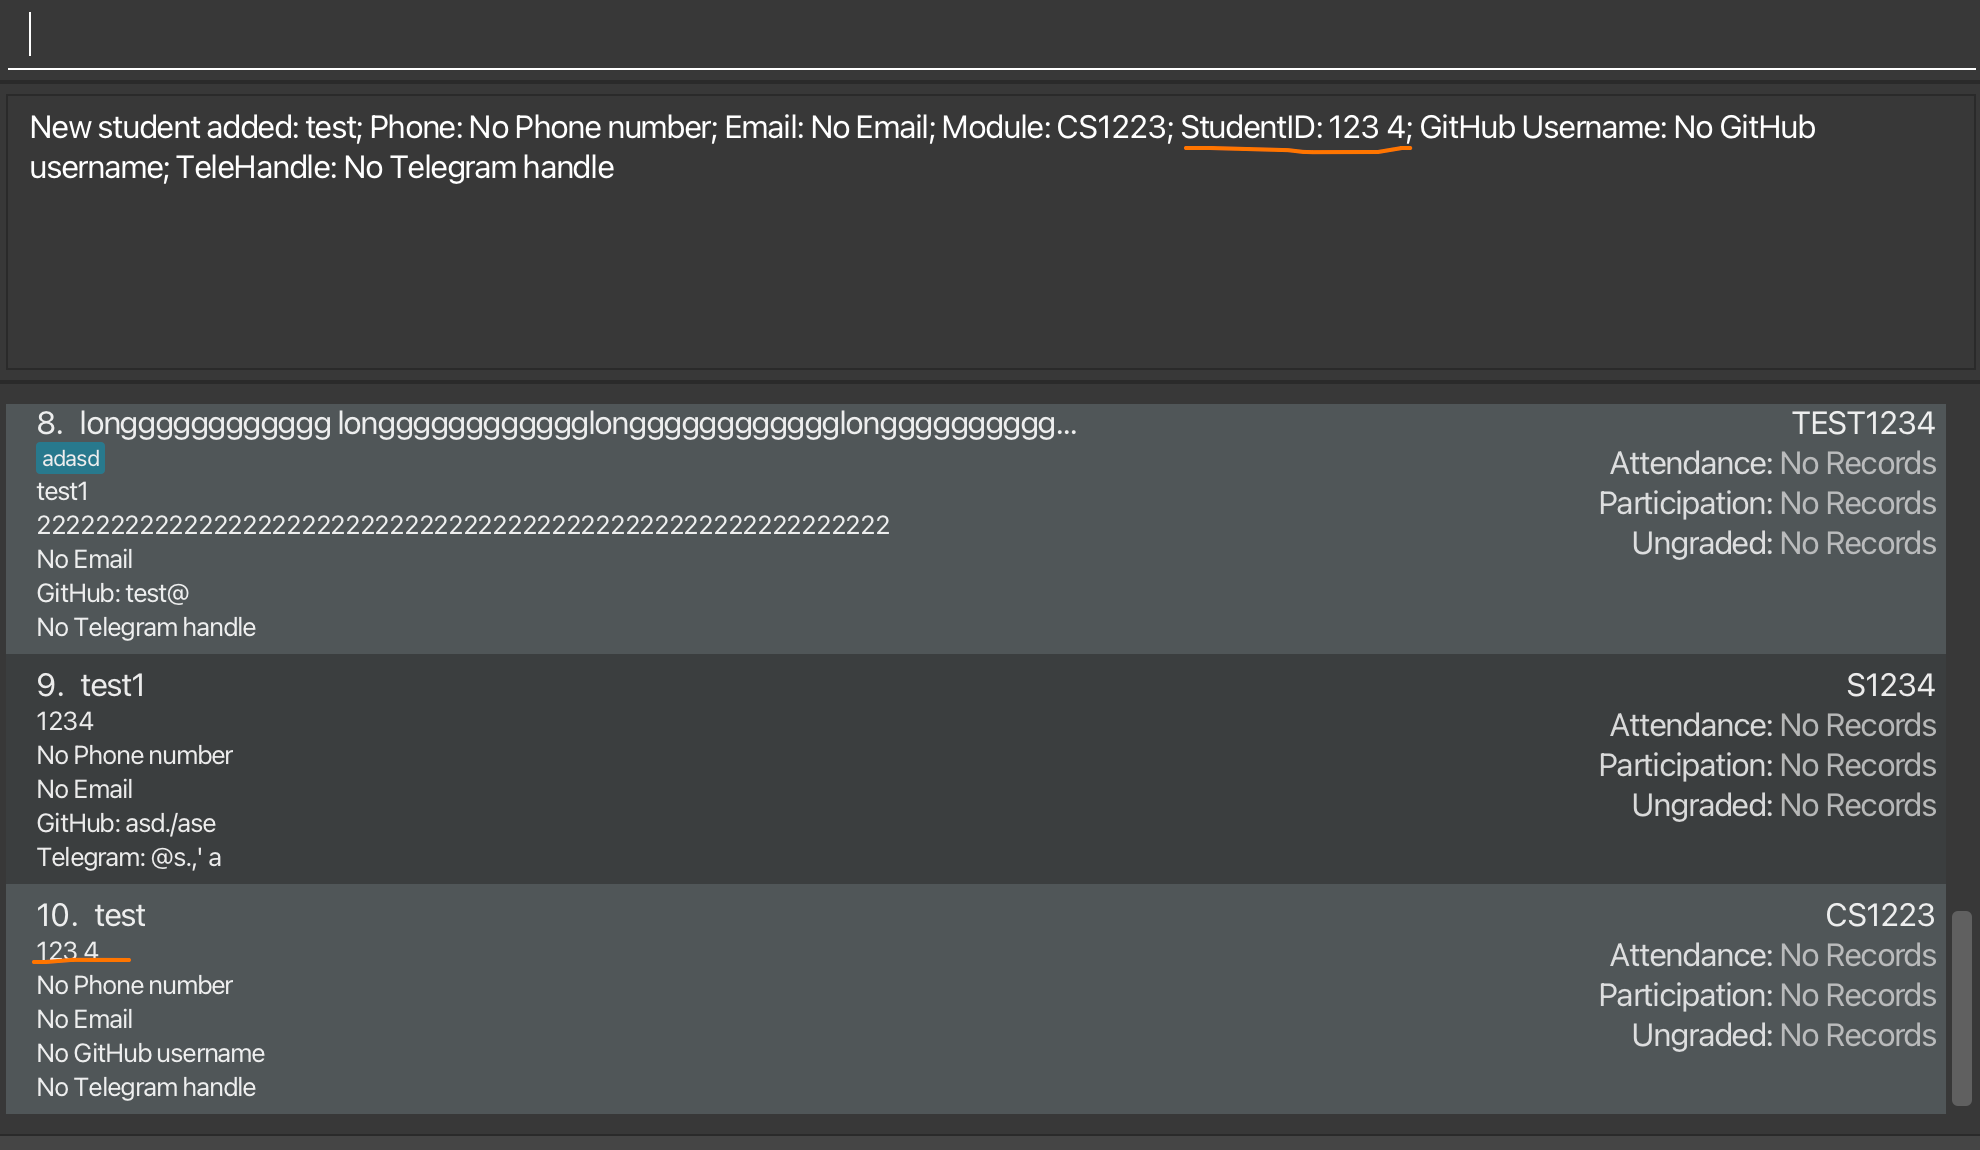 New student added: test; Phone: No Phone number; Email: No Email; Module: CS1223; StudentID: 123 4; GitHub Username: No GitHub
username; TeleHandle: No Telegram handle
8. longggggggggggg longggggggggggglongggggggggggglonggggggggggg...
TEST1234
adasd
Attendance: No Records
test1
Participation: No Records
2222222222222222222222222222222222222222222222222222222222
Ungraded: No Records
No Email
GitHub: test@
No Telegram handle
9. test1
S1234
1234
Attendance: No Records
No Phone number
Participation: No Records
No Email
Ungraded: No Records
GitHub: asd./ase
Telegram: @s.,' a
10. test
CS1223
123 4
Attendance: No Records
No Phone number
Participation: No Records
No Email
Ungraded: No Records
No GitHub username
No Telegram handle